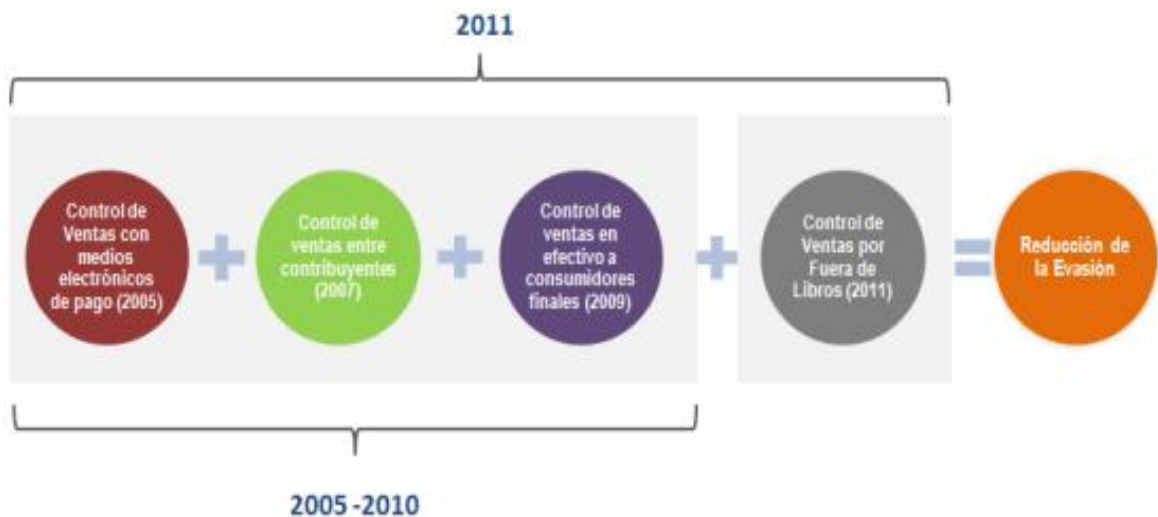 2011
Control de
Ventas con
medios
electrónicos
de pago (2005)
Control de
ventas entre
contribuyentes
(2007)
Control de
ventas en
efectivo a
consumidores
finales (2009)
Control de
Ventas por
Fuera de
Libros (2011)
Reducción de
la Evasión
2005 -2010